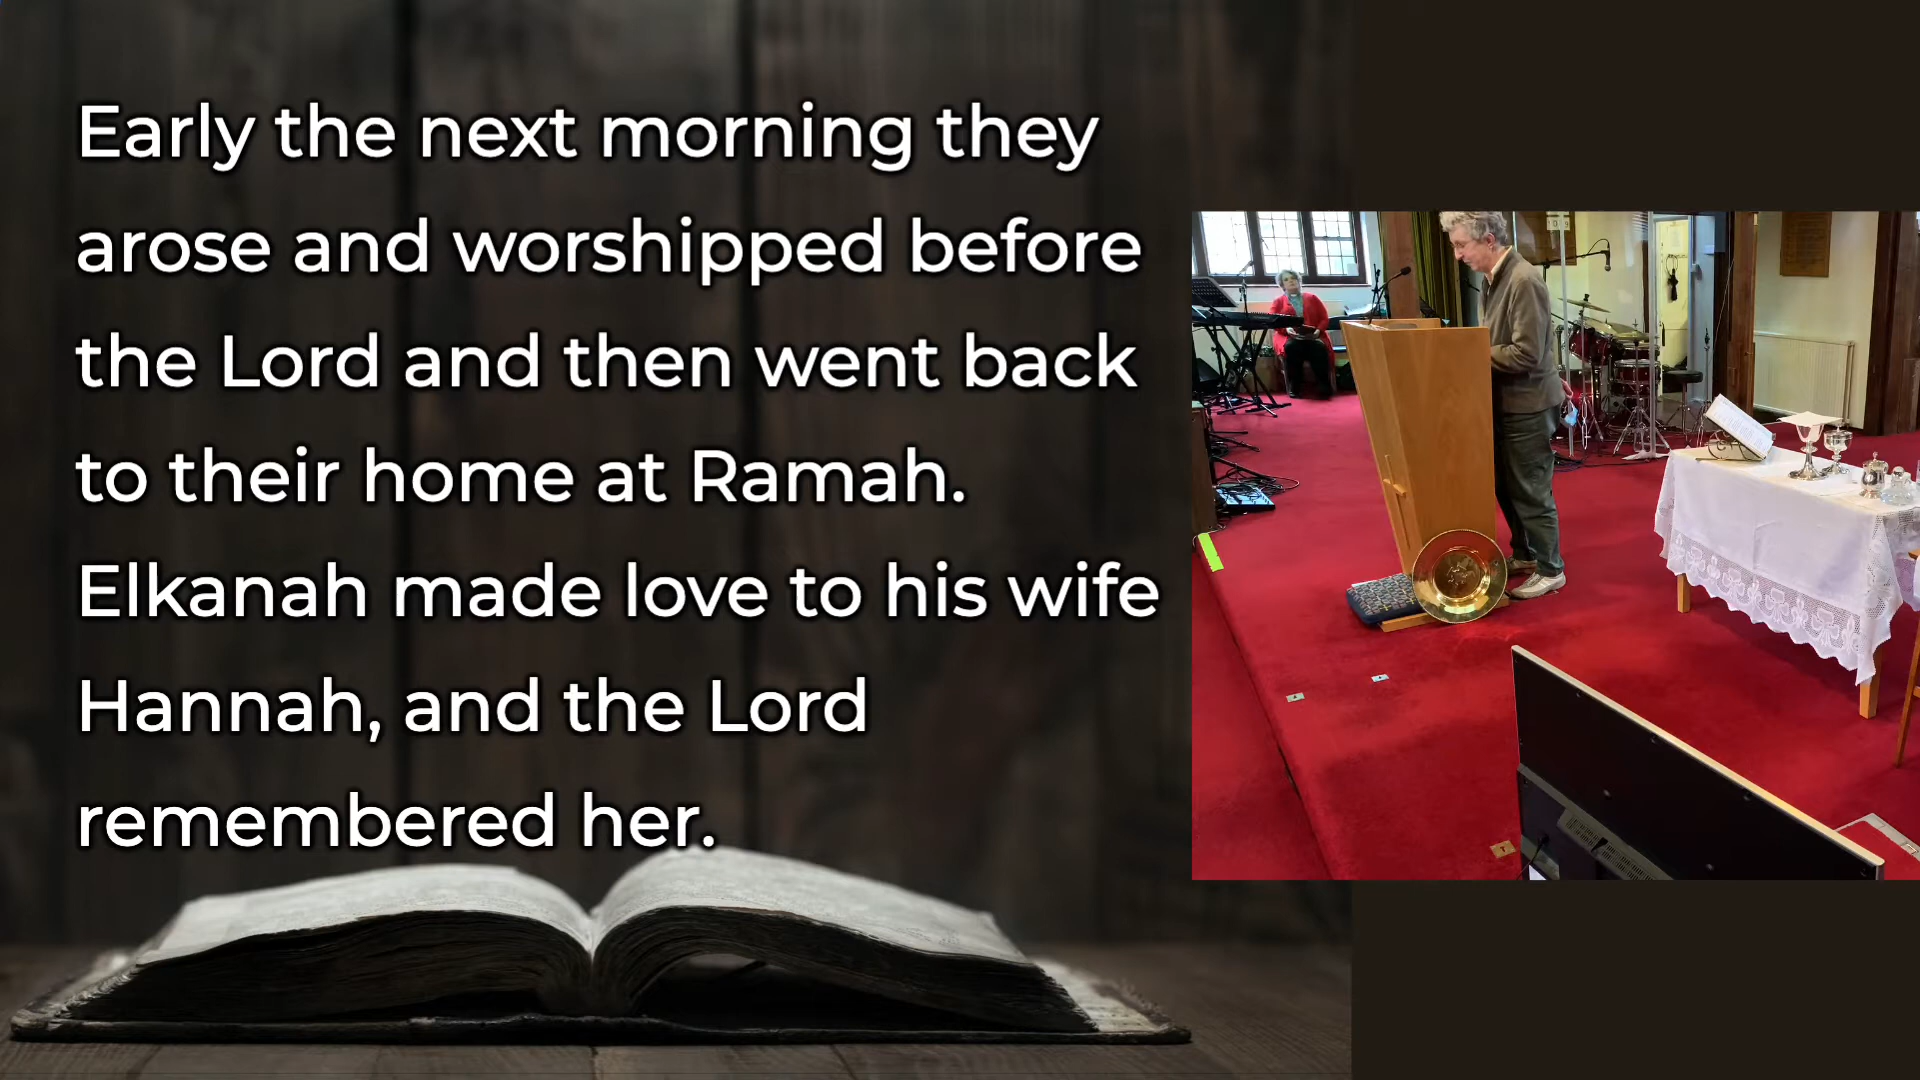 Early the next morning they
arose and worshipped before
the Lord and then went back
to their home at Ramah.
Elkanah made love to his wife
Hannah, and the Lord
remembered her.